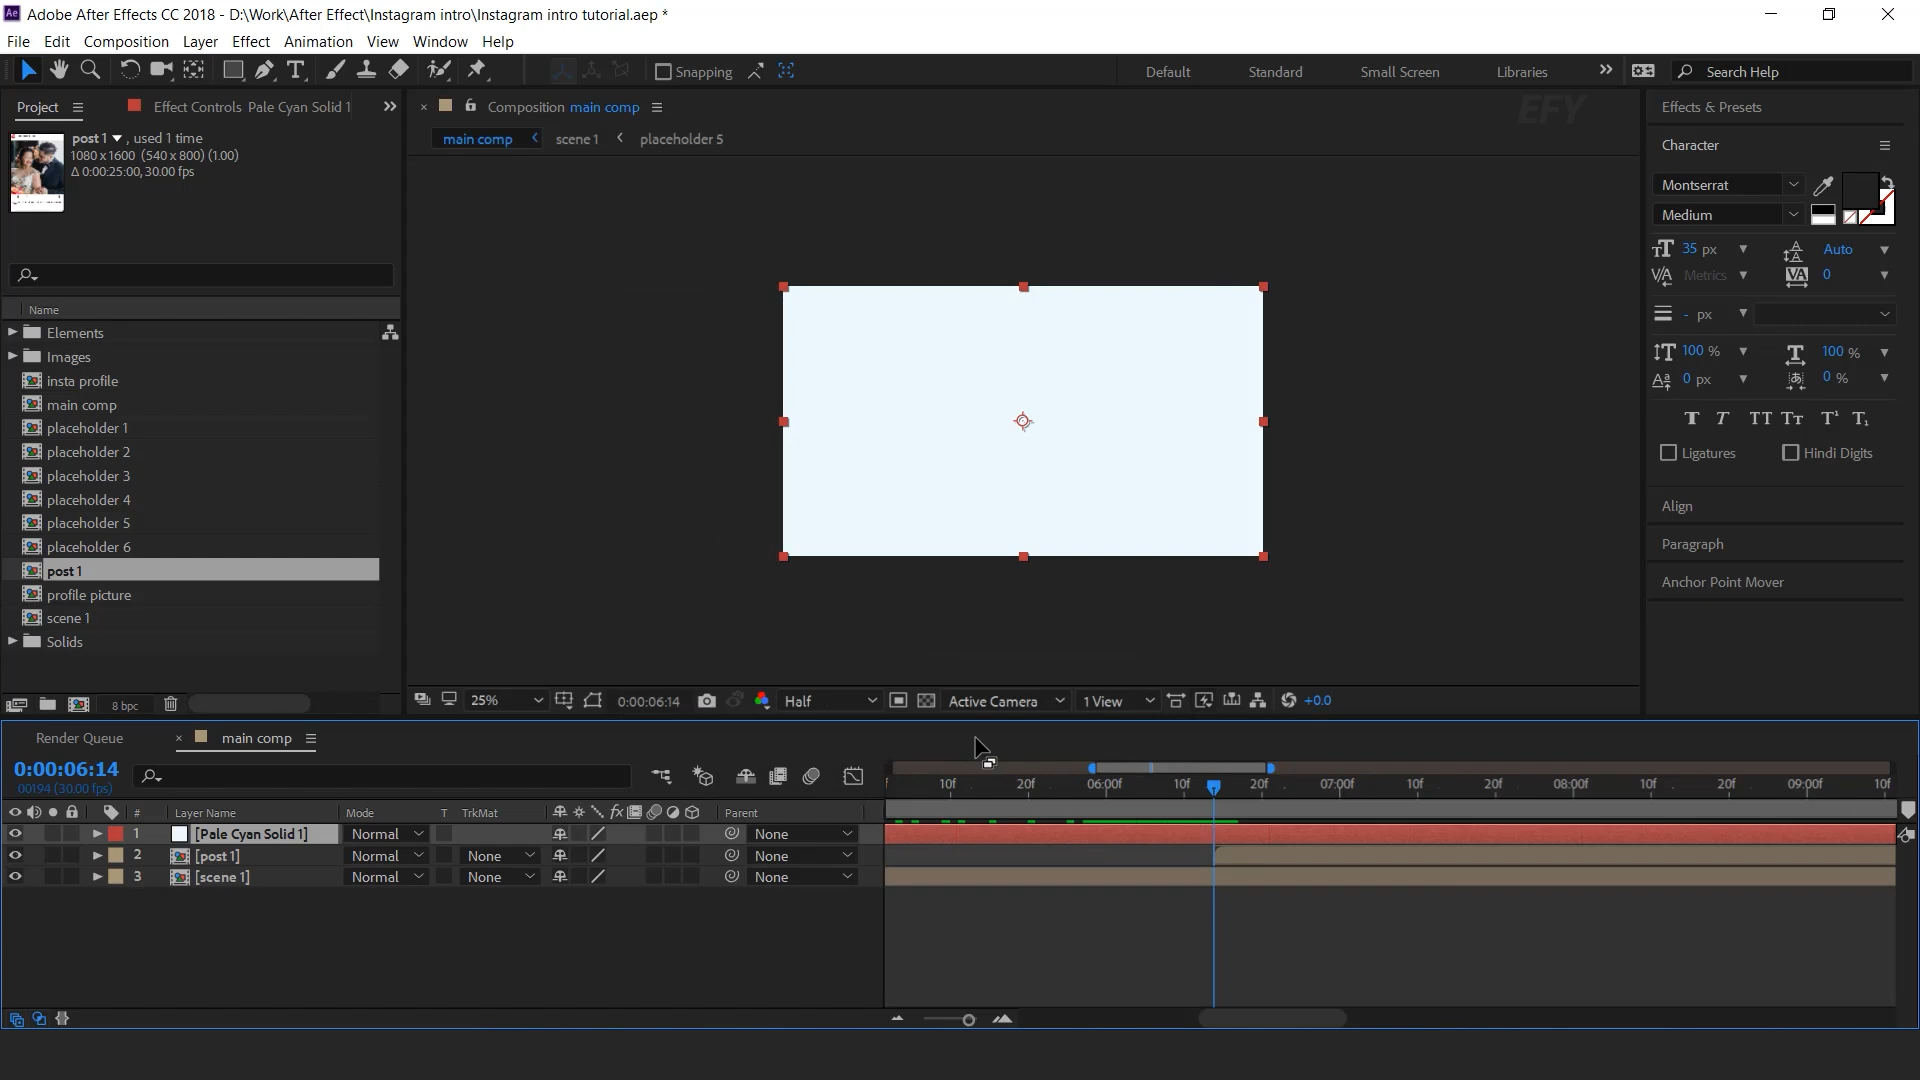 Ae Adobe After Effects CC 2018 - D:\Work\After Effect\Instagram intro\Instagram intro tutorial.aep *
File Edit Composition Layer Effect Animation View Window Help
Snapping Default Standard Small Screen Libraries Search Help
Project Effect Controls Pale Cyan Solid 1
post 1 , used 1 time
1080 x 1600 (540 x 800) (1.00)
Δ 0:00:25:00, 30.00 fps
Name
Elements
Images
insta profile
main comp
placeholder 1
placeholder 2
placeholder 3
placeholder 4
placeholder 5
placeholder 6
post 1
profile picture
scene 1
Solids
8 bpc
Composition main comp
main comp scene 1 placeholder 5
EFY
25% 0:00:06:14 Half Active Camera 1 View +0.0
Effects & Presets
Character
Montserrat
Medium
35 px Auto
Metrics 0
- px
100 % 100 %
0 px 0 %
T T TT Tт T¹ T₁
Ligatures Hindi Digits
Align
Paragraph
Anchor Point Mover
Render Queue main comp
0:00:06:14
00194 (30.00 fps)
10f 20f 06:00f 10f 20f 07:00f 10f 20f 08:00f 10f 20f 09:00f 10f
# Layer Name Mode T TrkMat fx Parent
1 [Pale Cyan Solid 1] Normal None
2 [post 1] Normal None None
3 [scene 1] Normal None None